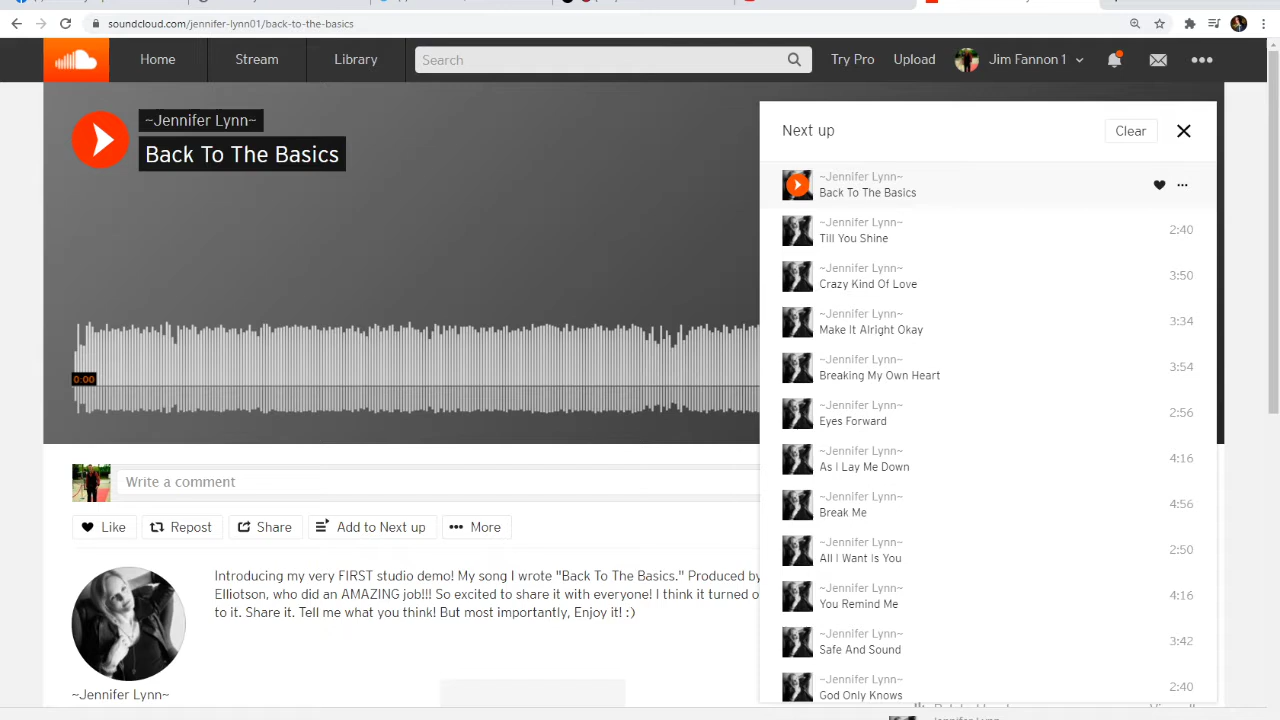 soundcloud.com/jennifer-lynn01/back-to-the-basics
Home
Stream
Library
Search
Try Pro
Upload
Jim Fannon 1
~Jennifer Lynn~
Back To The Basics
0:00
Next up
Clear
~Jennifer Lynn~
Back To The Basics
~Jennifer Lynn~
Till You Shine
2:40
~Jennifer Lynn~
Crazy Kind Of Love
3:50
~Jennifer Lynn~
Make It Alright Okay
3:34
~Jennifer Lynn~
Breaking My Own Heart
3:54
~Jennifer Lynn~
Eyes Forward
2:56
~Jennifer Lynn~
As I Lay Me Down
4:16
~Jennifer Lynn~
Break Me
4:56
~Jennifer Lynn~
All I Want Is You
2:50
~Jennifer Lynn~
You Remind Me
4:16
~Jennifer Lynn~
Safe And Sound
3:42
~Jennifer Lynn~
God Only Knows
2:40
Write a comment
Like
Repost
Share
Add to Next up
More
Introducing my very FIRST studio demo! My song I wrote "Back To The Basics." Produced by
Elliotson, who did an AMAZING job!!! So excited to share it with everyone! I think it turned o
to it. Share it. Tell me what you think! But most importantly, Enjoy it! :)
~Jennifer Lynn~